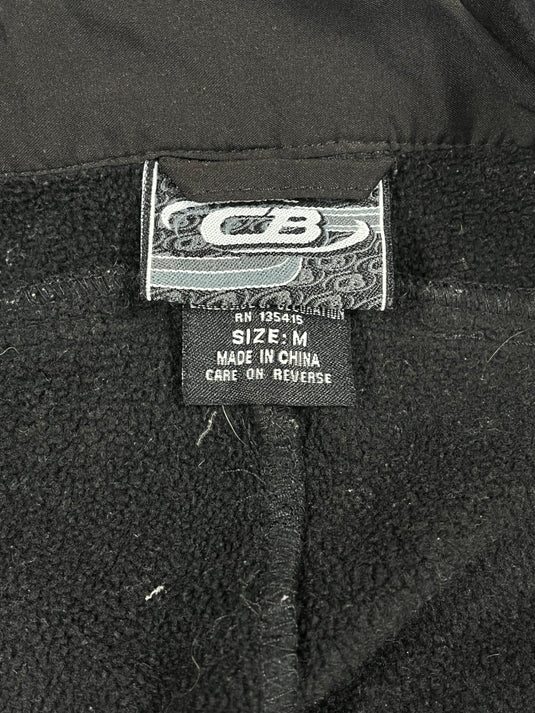 CB
RN 135415
SIZE: M
MADE IN CHINA
CARE ON REVERSE